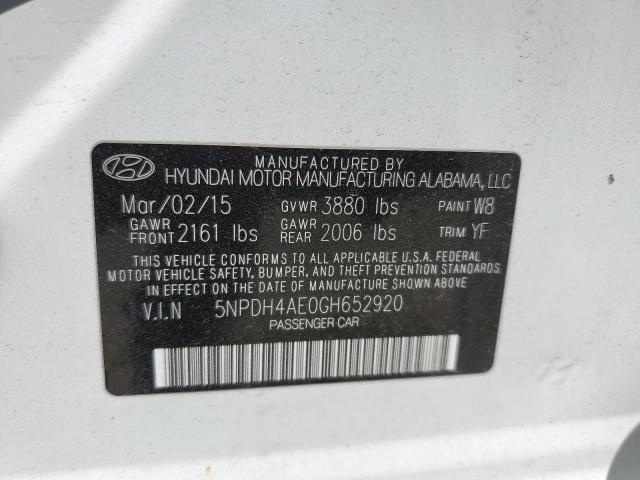 MANUFACTURED BY
HYUNDAI MOTOR MANUFACTURING ALABAMA, LLC
Mar/02/15 GVWR 3880 lbs PAINT W8
GAWR FRONT 2161 lbs GAWR REAR 2006 lbs TRIM YF
THIS VEHICLE CONFORMS TO ALL APPLICABLE U.S.A. FEDERAL
MOTOR VEHICLE SAFETY, BUMPER, AND THEFT PREVENTION STANDARDS
IN EFFECT ON THE DATE OF MANUFACTURE SHOWN ABOVE
V.I.N 5NPDH4AE0GH652920
PASSENGER CAR